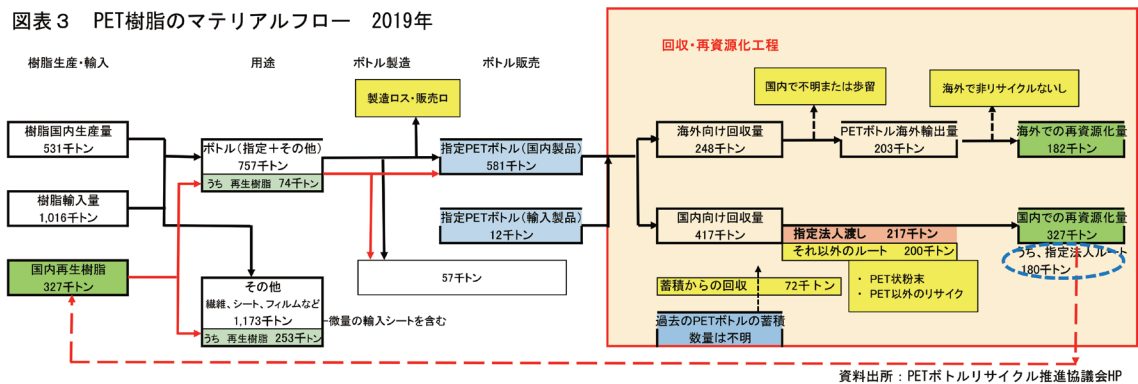 図表３　PET樹脂のマテリアルフロー　2019年
樹脂生産・輸入
用途
ボトル製造
ボトル販売
回収・再資源化工程
製造ロス・販売ロ
国内で不明または歩留
海外で非リサイクルないし
樹脂国内生産量
531千トン
ボトル（指定＋その他）
757千トン
うち 再生樹脂 74千トン
指定PETボトル（国内製品）
581千トン
海外向け回収量
248千トン
PETボトル海外輸出量
203千トン
海外での再資源化量
182千トン
樹脂輸入量
1,016千トン
指定PETボトル（輸入製品）
12千トン
国内向け回収量
417千トン
指定法人渡し 217千トン
それ以外のルート 200千トン
・ PET状粉末
・ PET以外のリサイク
国内での再資源化量
327千トン
うち、指定法人ルート
180千トン
国内再生樹脂
327千トン
その他
繊維、シート、フィルムなど
1,173千トン
うち 再生樹脂 253千トン
微量の輸入シートを含む
57千トン
蓄積からの回収 72千トン
過去のPETボトルの蓄積
数量は不明
資料出所：PETボトルリサイクル推進協議会HP